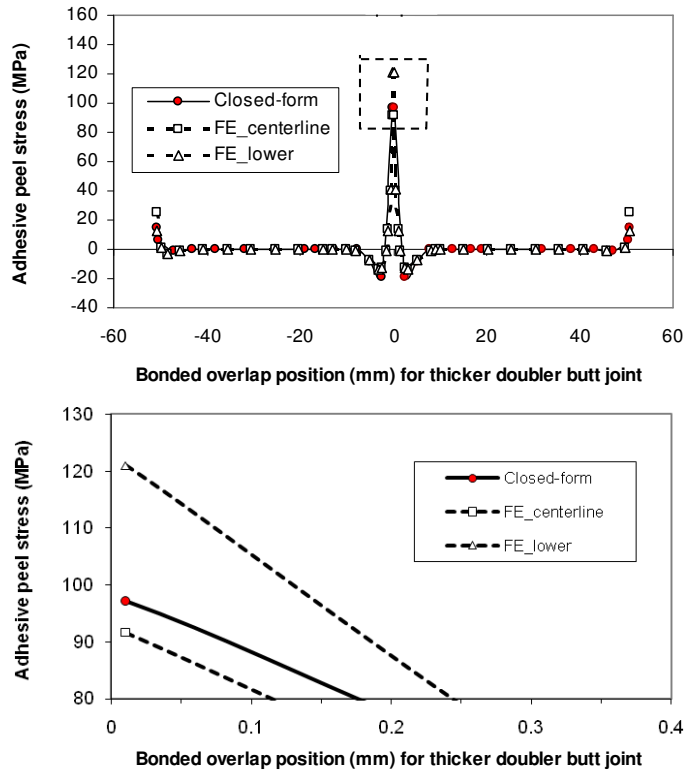 160
140
120
100
80
60
40
20
0
-20
-40
Adhesive peel stress (MPa)
Closed-form
FE_centerline
FE_lower
-60 -40 -20 0 20 40 60
Bonded overlap position (mm) for thicker doubler butt joint
130
120
110
100
90
80
Adhesive peel stress (MPa)
Closed-form
FE_centerline
FE_lower
0 0.1 0.2 0.3 0.4
Bonded overlap position (mm) for thicker doubler butt joint